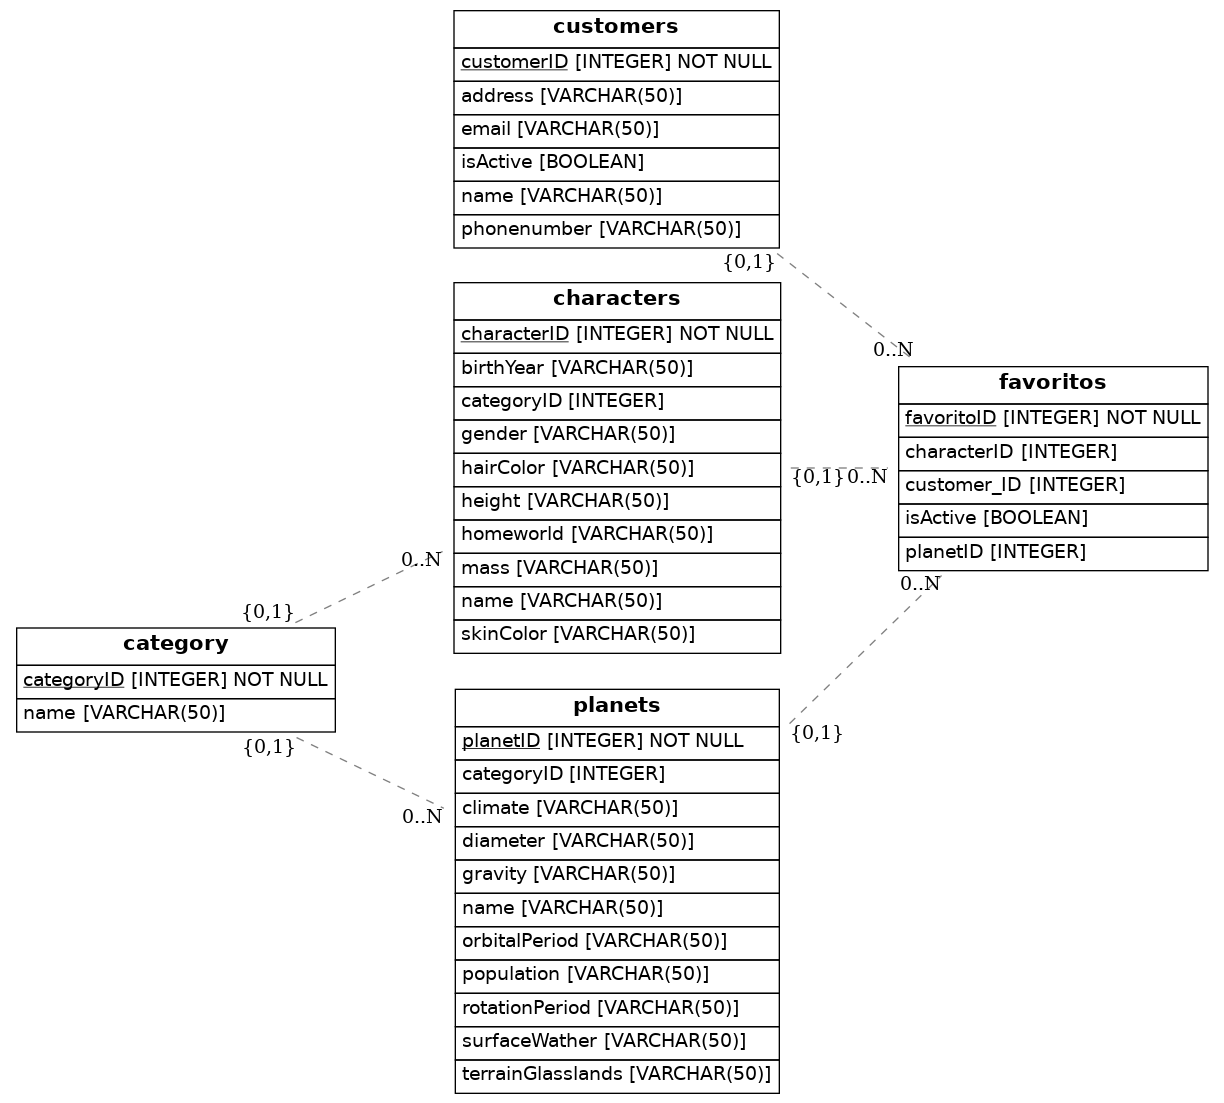 customers
customerID [INTEGER] NOT NULL
address [VARCHAR(50)]
email [VARCHAR(50)]
isActive [BOOLEAN]
name [VARCHAR(50)]
phonenumber [VARCHAR(50)]
{0,1}
0..N
characters
characterID [INTEGER] NOT NULL
birthYear [VARCHAR(50)]
categoryID [INTEGER]
gender [VARCHAR(50)]
hairColor [VARCHAR(50)]
height [VARCHAR(50)]
homeworld [VARCHAR(50)]
mass [VARCHAR(50)]
name [VARCHAR(50)]
skinColor [VARCHAR(50)]
{0,1}
0..N
favoritos
favoritoID [INTEGER] NOT NULL
characterID [INTEGER]
customer_ID [INTEGER]
isActive [BOOLEAN]
planetID [INTEGER]
0..N
{0,1}
0..N
{0,1}
category
categoryID [INTEGER] NOT NULL
name [VARCHAR(50)]
{0,1}
0..N
planets
planetID [INTEGER] NOT NULL
categoryID [INTEGER]
climate [VARCHAR(50)]
diameter [VARCHAR(50)]
gravity [VARCHAR(50)]
name [VARCHAR(50)]
orbitalPeriod [VARCHAR(50)]
population [VARCHAR(50)]
rotationPeriod [VARCHAR(50)]
surfaceWather [VARCHAR(50)]
terrainGlasslands [VARCHAR(50)]